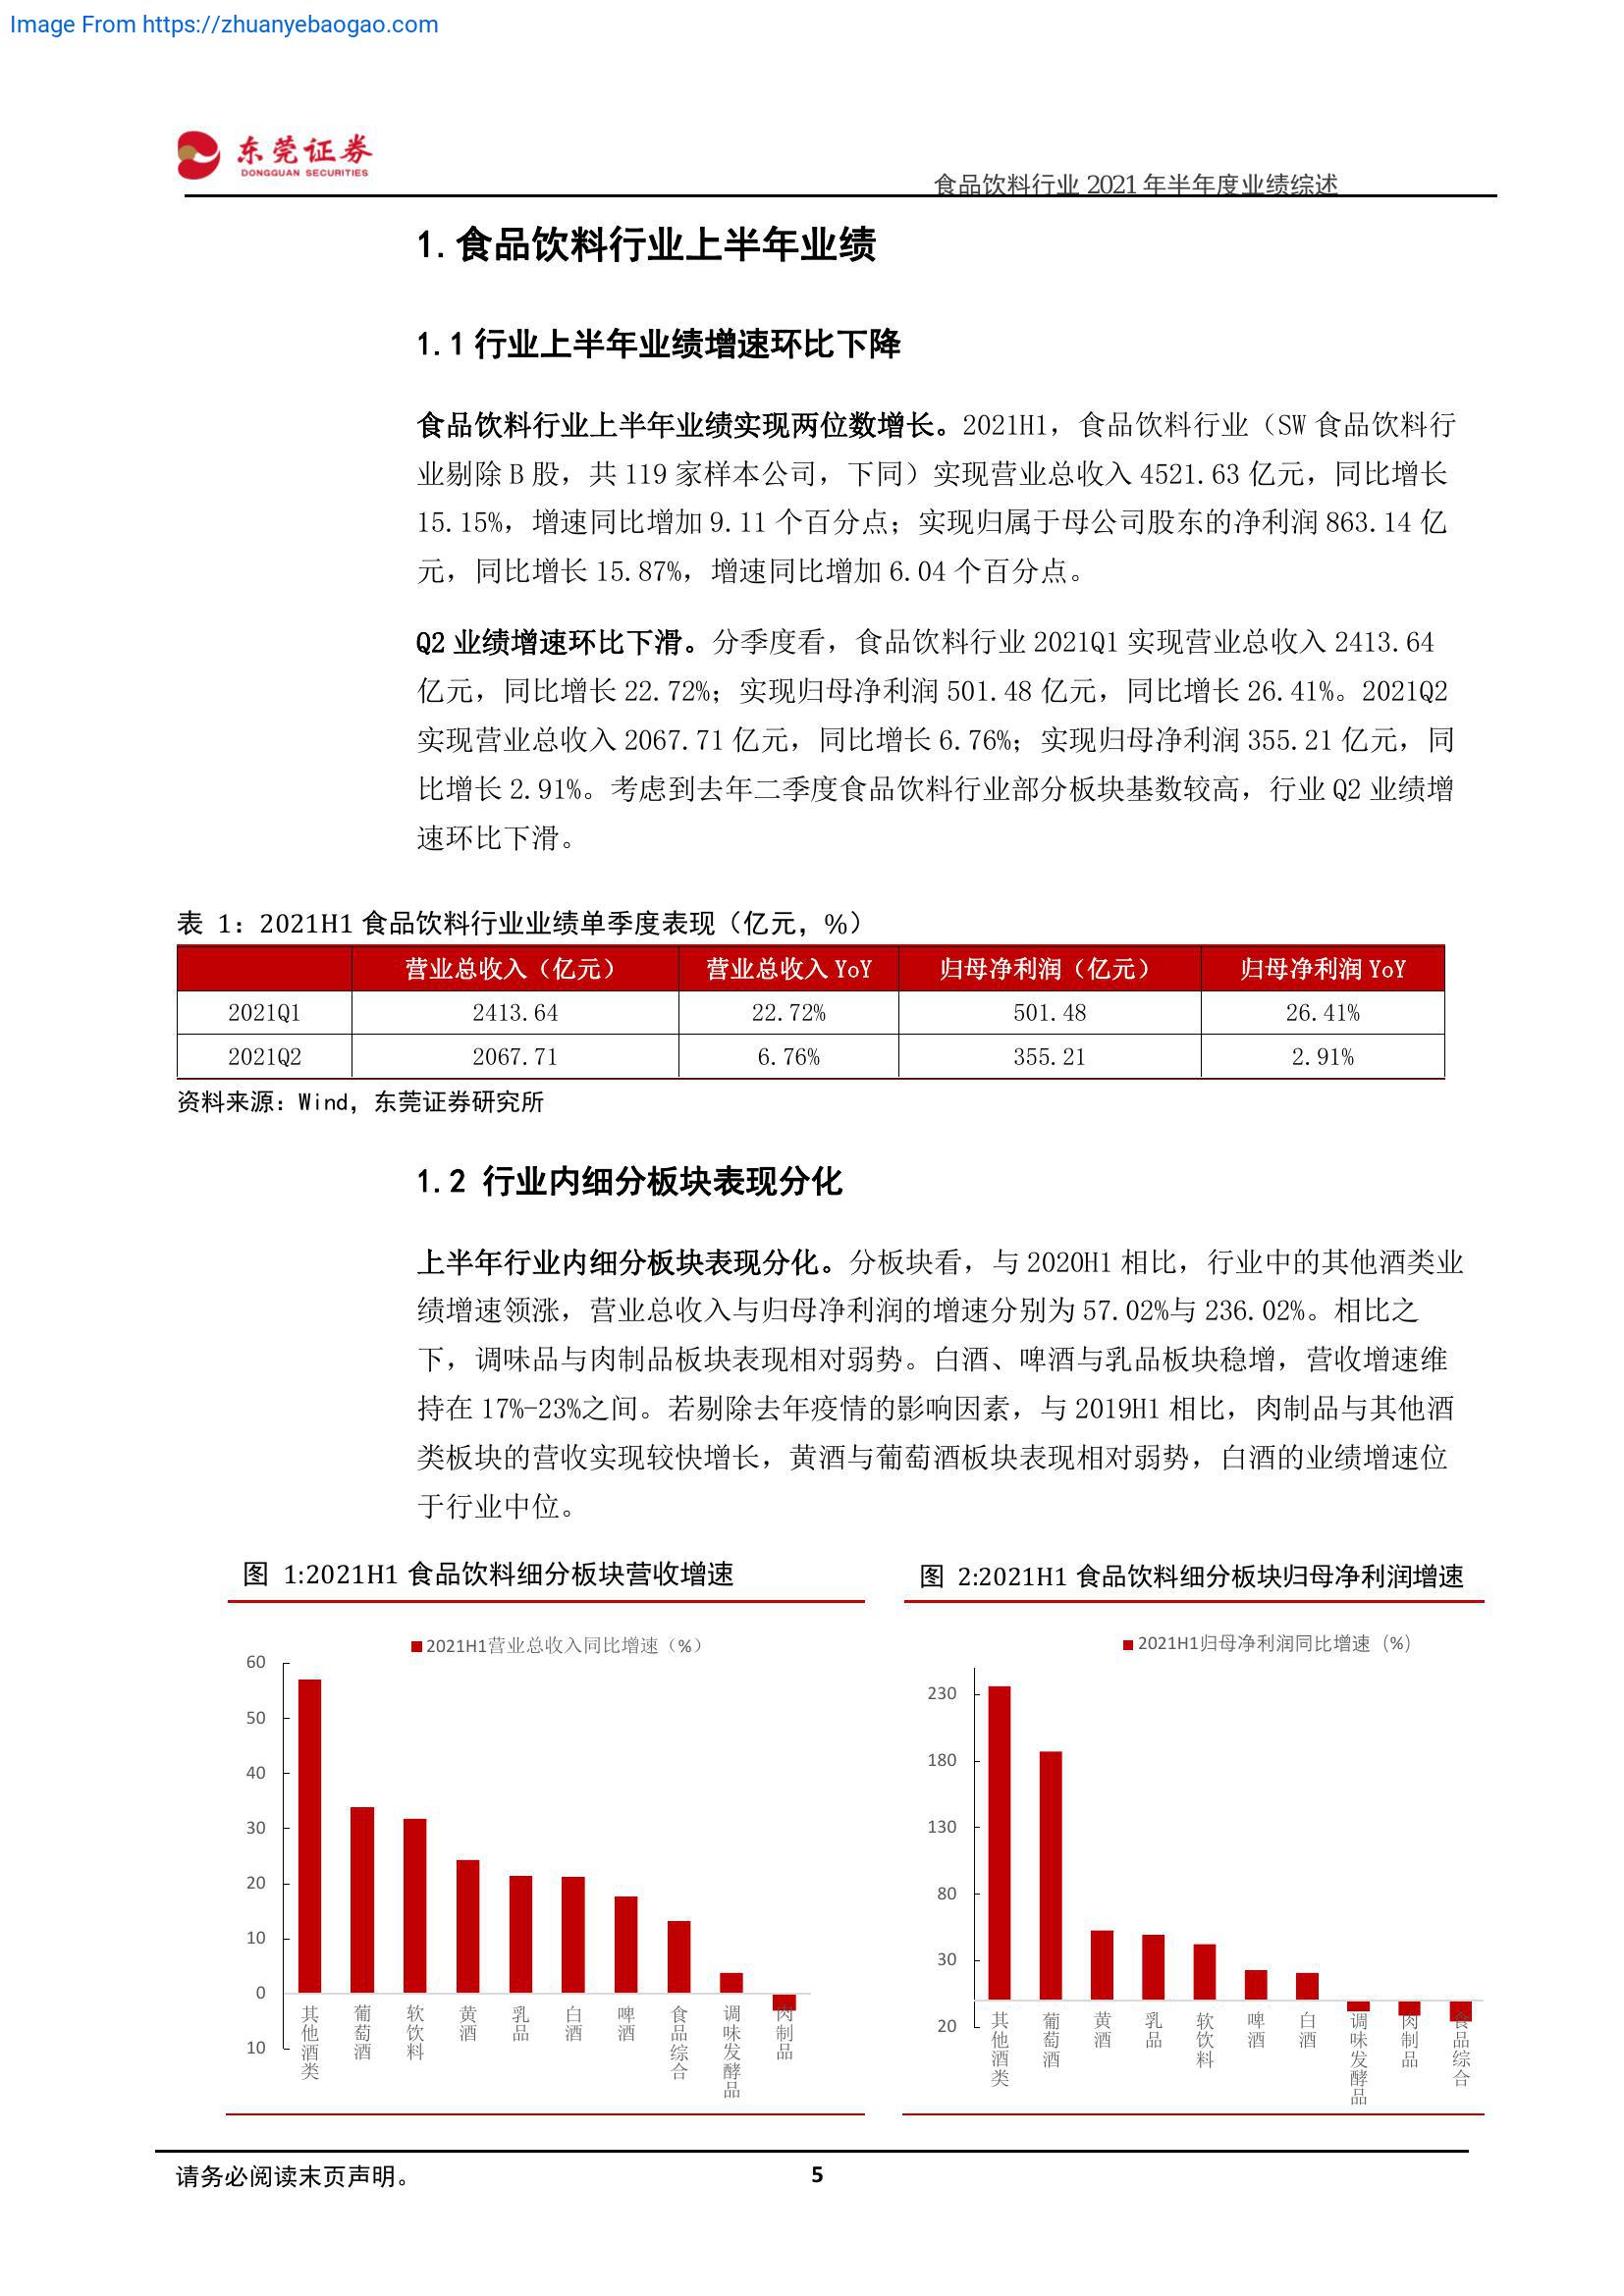 Image From https://zhuanyebaogao.com
东莞证券
DONGGUAN SECURITIES
食品饮料行业 2021 年半年度业绩综述
1. 食品饮料行业上半年业绩
1.1 行业上半年业绩增速环比下降
食品饮料行业上半年业绩实现两位数增长。2021H1，食品饮料行业（SW 食品饮料行
业剔除 B 股，共 119 家样本公司，下同）实现营业总收入 4521.63 亿元，同比增长
15.15%，增速同比增加 9.11 个百分点；实现归属于母公司股东的净利润 863.14 亿
元，同比增长 15.87%，增速同比增加 6.04 个百分点。
Q2 业绩增速环比下滑。分季度看，食品饮料行业 2021Q1 实现营业总收入 2413.64
亿元，同比增长 22.72%；实现归母净利润 501.48 亿元，同比增长 26.41%。2021Q2
实现营业总收入 2067.71 亿元，同比增长 6.76%；实现归母净利润 355.21 亿元，同
比增长 2.91%。考虑到去年二季度食品饮料行业部分板块基数较高，行业 Q2 业绩增
速环比下滑。
表 1：2021H1 食品饮料行业业绩单季度表现（亿元，%）
营业总收入（亿元） 营业总收入 YoY 归母净利润（亿元） 归母净利润 YoY
2021Q1 2413.64 22.72% 501.48 26.41%
2021Q2 2067.71 6.76% 355.21 2.91%
资料来源：Wind，东莞证券研究所
1.2 行业内细分板块表现分化
上半年行业内细分板块表现分化。分板块看，与 2020H1 相比，行业中的其他酒类业
绩增速领涨，营业总收入与归母净利润的增速分别为 57.02%与 236.02%。相比之
下，调味品与肉制品板块表现相对弱势。白酒、啤酒与乳品板块稳增，营收增速维
持在 17%-23%之间。若剔除去年疫情的影响因素，与 2019H1 相比，肉制品与其他酒
类板块的营收实现较快增长，黄酒与葡萄酒板块表现相对弱势，白酒的业绩增速位
于行业中位。
图 1:2021H1 食品饮料细分板块营收增速
2021H1营业总收入同比增速（%）
60
50
40
30
20
10
0
10
其他酒类
葡萄酒
软饮料
黄酒
乳品
白酒
啤酒
食品综合
调味发酵品
肉制品
图 2:2021H1 食品饮料细分板块归母净利润增速
2021H1归母净利润同比增速（%）
230
180
130
80
30
20
其他酒类
葡萄酒
黄酒
乳品
软饮料
啤酒
白酒
调味发酵品
肉制品
食品综合
请务必阅读末页声明。
5